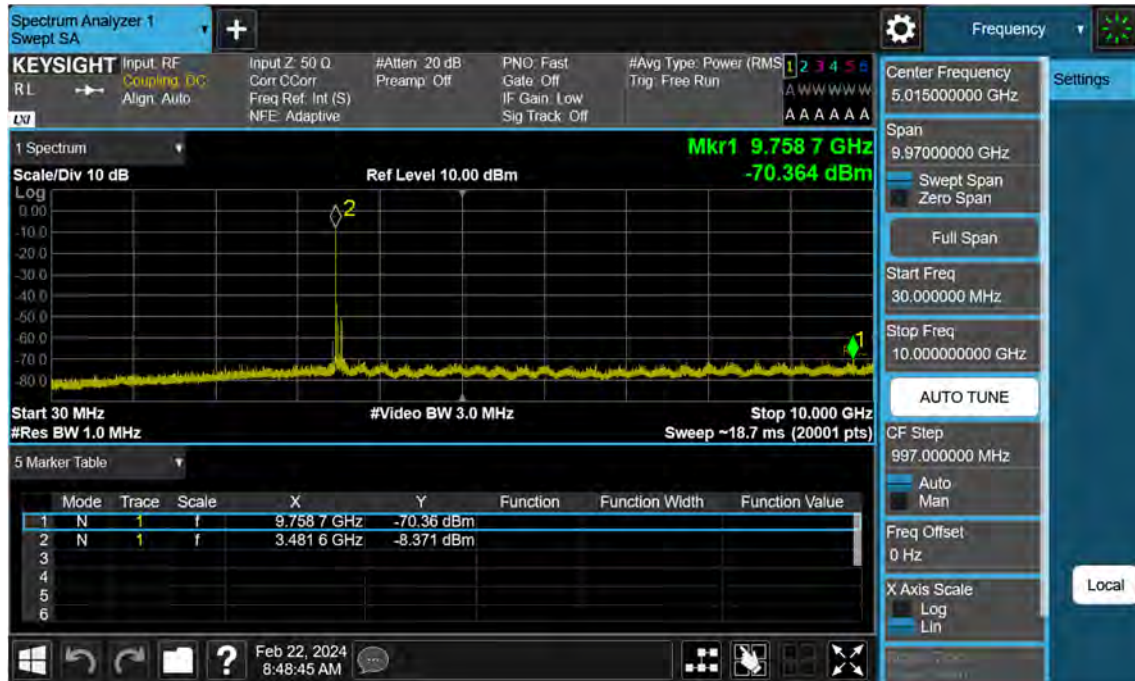 Spectrum Analyzer 1
Swept SA
+
Frequency
KEYSIGHT
RL
LXI
Input: RF
Coupling: DC
Align: Auto
Input Z: 50 Ω
Corr CCorr
Freq Ref: Int (S)
NFE: Adaptive
#Atten: 20 dB
Preamp: Off
PNO: Fast
Gate: Off
IF Gain: Low
Sig Track: Off
#Avg Type: Power (RMS
Trig: Free Run
1 2 3 4 5 6
A W W W W W
A A A A A A
Center Frequency
5.015000000 GHz
Settings
1 Spectrum
Mkr1 9.758 7 GHz
Scale/Div 10 dB
Ref Level 10.00 dBm
-70.364 dBm
Log
0.00
-10.0
-20.0
-30.0
-40.0
-50.0
-60.0
-70.0
-80.0
2
1
Start 30 MHz
#Video BW 3.0 MHz
Stop 10.000 GHz
#Res BW 1.0 MHz
Sweep ~18.7 ms (20001 pts)
Span
9.97000000 GHz
Swept Span
Zero Span
Full Span
Start Freq
30.000000 MHz
Stop Freq
10.000000000 GHz
AUTO TUNE
CF Step
997.000000 MHz
Auto
Man
Freq Offset
0 Hz
X Axis Scale
Log
Lin
Local
5 Marker Table
Mode Trace Scale X Y Function Function Width Function Value
1 N 1 f 9.758 7 GHz -70.36 dBm
2 N 1 f 3.481 6 GHz -8.371 dBm
3
4
5
6
?
Feb 22, 2024
8:48:45 AM